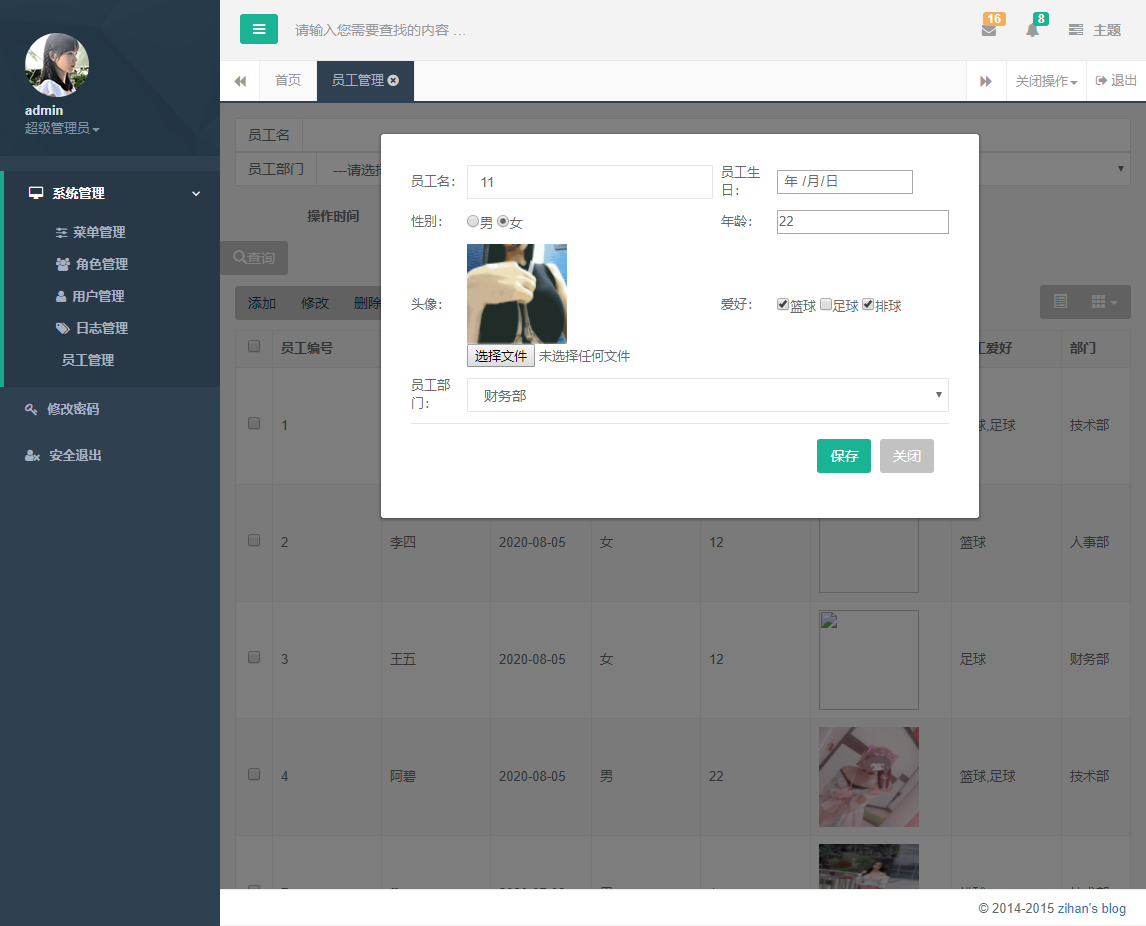 请输入您需要查找的内容 …
16
8
主题
admin
超级管理员
首页
员工管理
关闭操作
退出
系统管理
菜单管理
角色管理
用户管理
日志管理
员工管理
修改密码
安全退出
员工名
员工部门 ---请选
操作时间
查询
添加 修改 删除
员工编号 工爱好 部门
1 球,足球 技术部
2 李四 2020-08-05 女 12 篮球 人事部
3 王五 2020-08-05 女 12 足球 财务部
4 阿碧 2020-08-05 男 22 篮球,足球 技术部
员工名: 11 员工生日: 年 /月/日
性别: 男 女 年龄: 22
头像: 爱好: 篮球 足球 排球
选择文件 未选择任何文件
员工部门: 财务部
保存 关闭
© 2014-2015 zihan's blog